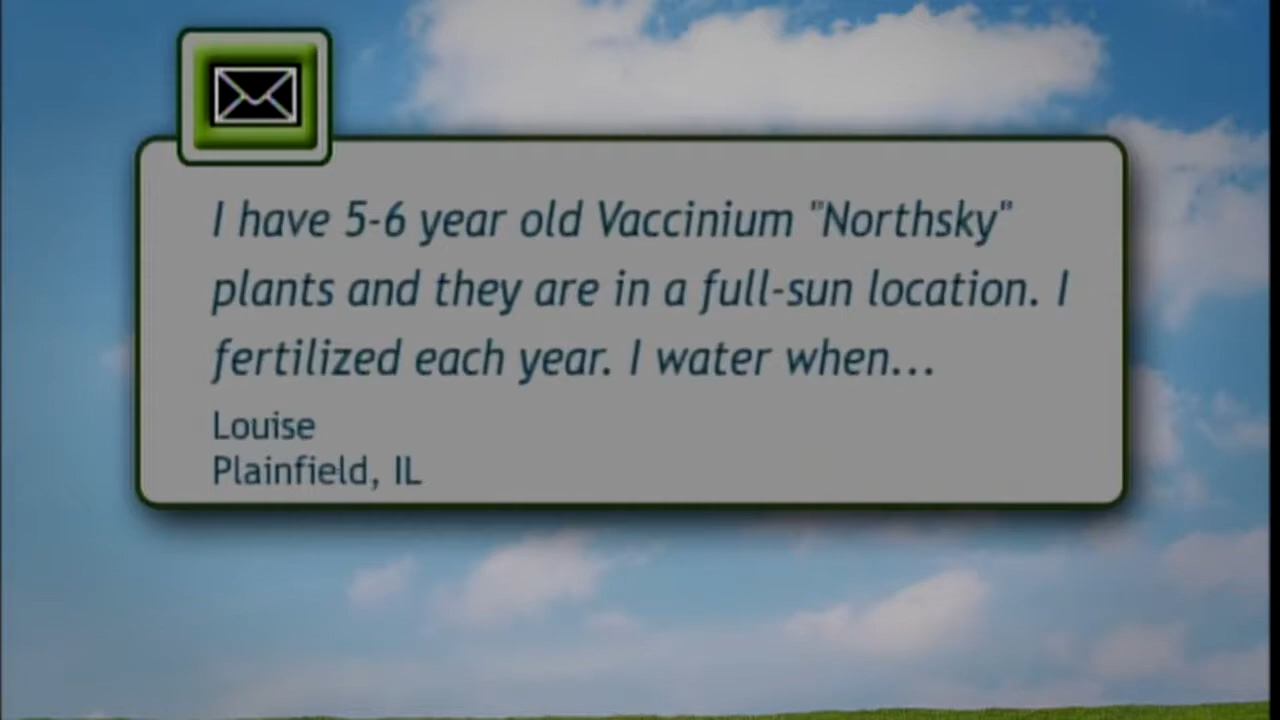 I have 5-6 year old Vaccinium "Northsky"
plants and they are in a full-sun location. I
fertilized each year. I water when...
Louise
Plainfield, IL